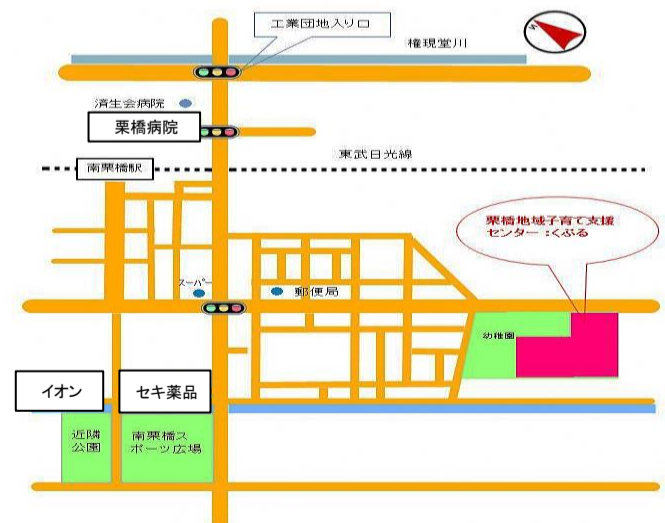 工業団地入り口
権現堂川
済生会病院
栗橋病院
東武日光線
南栗橋駅
栗橋地域子育て支援
センター:くぷる
スーパー
郵便局
幼稚園
イオン
セキ薬品
近隣
公園
南栗橋ス
ポーツ広場